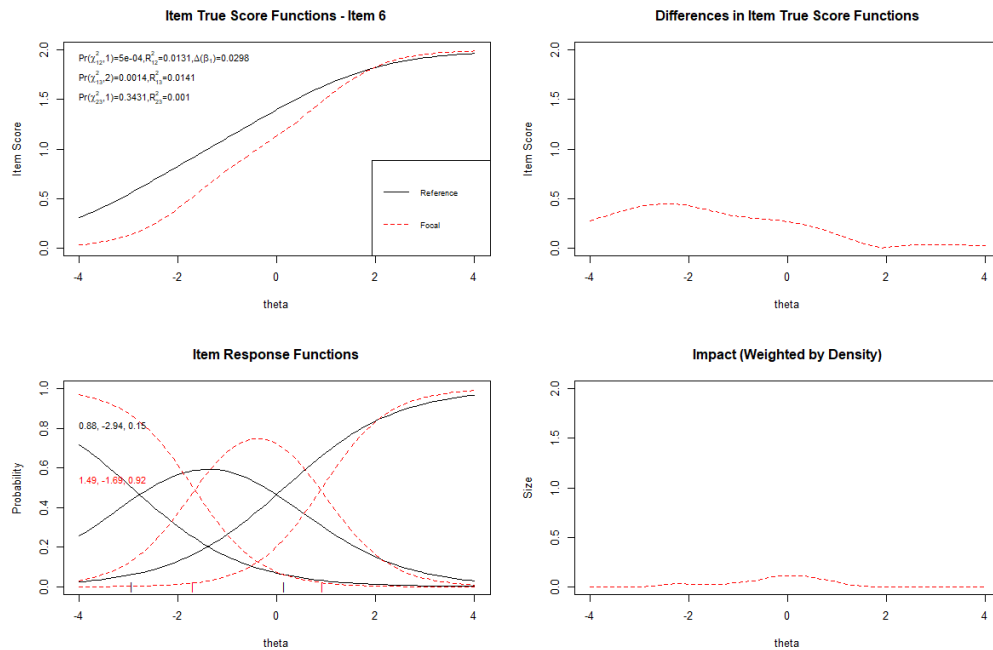 Item True Score Functions - Item 6
Pr(χ²₁₂,1)=5e-04,R²₁₂=0.0131,Δ(β₁)=0.0298
Pr(χ²₁₃,2)=0.0014,R²₁₃=0.0141
Pr(χ²₂₃,1)=0.3431,R²₂₃=0.001
Item Score
2.0
1.5
1.0
0.5
0.0
Reference
Focal
-4 -2 0 2 4
theta
Differences in Item True Score Functions
Item Score
2.0
1.5
1.0
0.5
0.0
-4 -2 0 2 4
theta
Item Response Functions
Probability
1.0
0.8
0.6
0.4
0.2
0.0
0.88, -2.94, 0.15
1.49, -1.69, 0.92
-4 -2 0 2 4
theta
Impact (Weighted by Density)
Size
2.0
1.5
1.0
0.5
0.0
-4 -2 0 2 4
theta